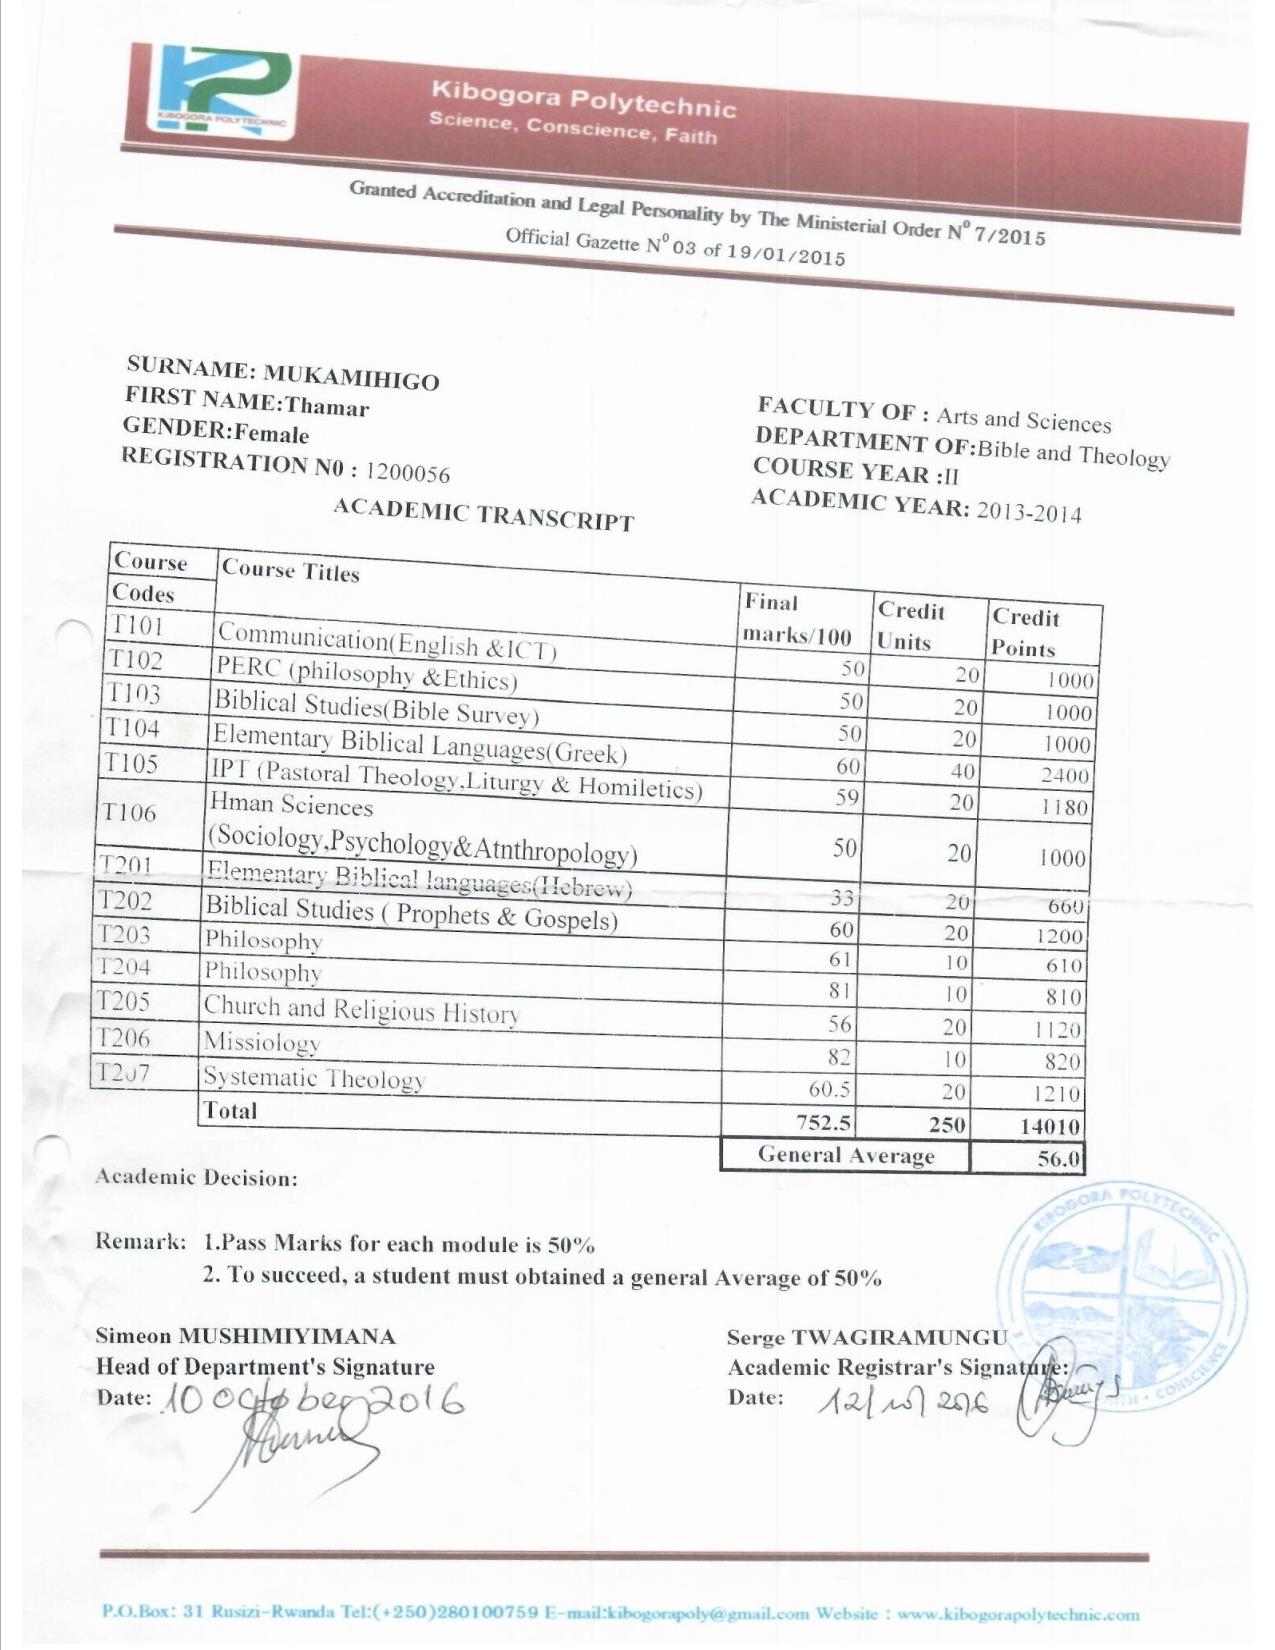 KIBOGORA POLYTECHNIC
Kibogora Polytechnic
Science, Conscience, Faith
Granted Accreditation and Legal Personality by The Ministerial Order N⁰ 7/2015
Official Gazette N⁰ 03 of 19/01/2015
SURNAME: MUKAMIHIGO
FIRST NAME:Thamar
GENDER:Female
REGISTRATION N0 : 1200056
FACULTY OF : Arts and Sciences
DEPARTMENT OF:Bible and Theology
COURSE YEAR :II
ACADEMIC YEAR: 2013-2014
ACADEMIC TRANSCRIPT
Course Codes Course Titles Final marks/100 Credit Units Credit Points
T101 Communication(English &ICT) 50 20 1000
T102 PERC (philosophy &Ethics) 50 20 1000
T103 Biblical Studies(Bible Survey) 50 20 1000
T104 Elementary Biblical Languages(Greek) 60 40 2400
T105 IPT (Pastoral Theology,Liturgy & Homiletics) 59 20 1180
T106 Hman Sciences
(Sociology,Psychology&Atnthropology) 50 20 1000
T201 Elementary Biblical languages(Hebrew) 33 20 660
T202 Biblical Studies ( Prophets & Gospels) 60 20 1200
T203 Philosophy 61 10 610
T204 Philosophy 81 10 810
T205 Church and Religious History 56 20 1120
T206 Missiology 82 10 820
T207 Systematic Theology 60.5 20 1210
Total 752.5 250 14010
General Average 56.0
Academic Decision:
Remark: 1.Pass Marks for each module is 50%
2. To succeed, a student must obtained a general Average of 50%
Simeon MUSHIMIYIMANA
Head of Department's Signature
Date: 10 October 2016
Serge TWAGIRAMUNGU
Academic Registrar's Signature:
Date: 12/10/2016
KIBOGORA POLYTECHNIC
FAITH · CONSCIENCE
P.O.Box: 31 Rusizi-Rwanda Tel:(+250)280100759 E-mail:kibogorapoly@gmail.com Website : www.kibogorapolytechnic.com